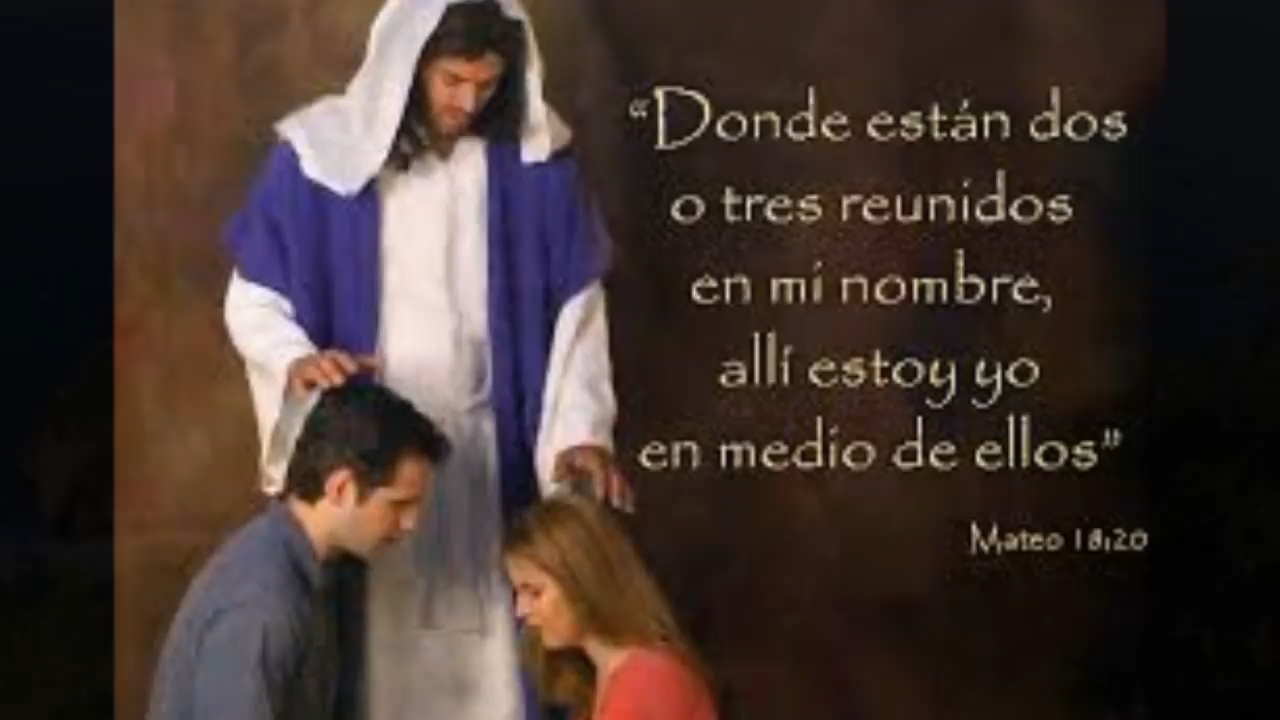 “Donde están dos
o tres reunidos
en mi nombre,
allí estoy yo
en medio de ellos”
Mateo 18:20